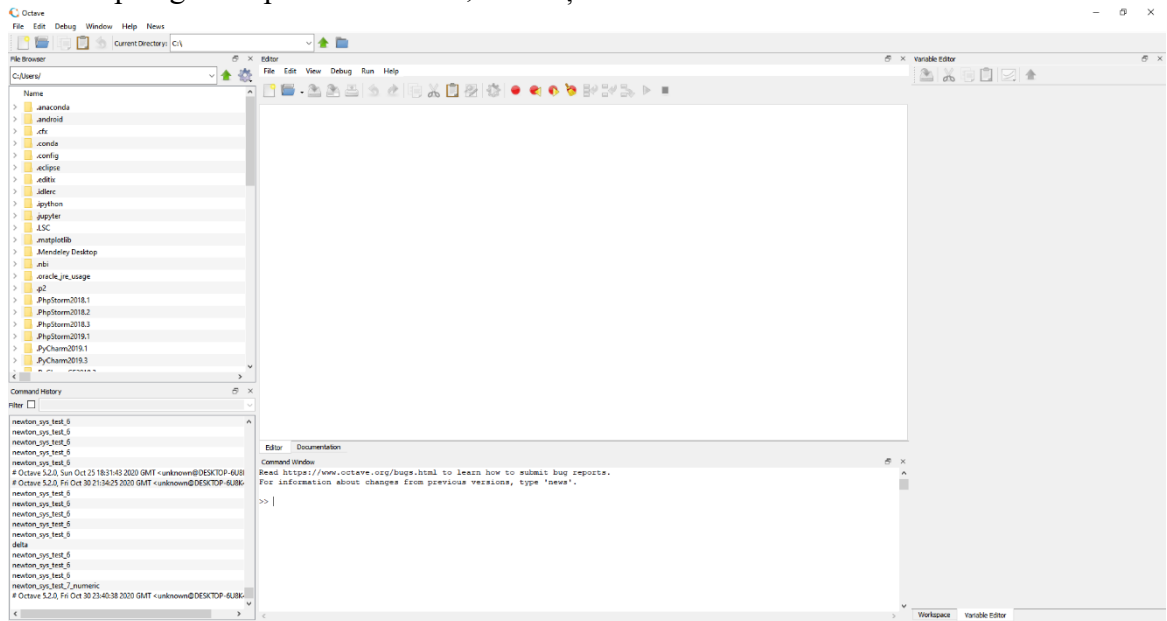 Octave
File Edit Debug Window Help News
Current Directory: C:\
File Browser
C:/Users/
Name
.anaconda
.android
.cfx
.conda
.config
.eclipse
.editix
.idlerc
.ipython
.jupyter
.LSC
.matplotlib
.Mendeley Desktop
.nbi
.oracle_jre_usage
.p2
.PhpStorm2018.1
.PhpStorm2018.2
.PhpStorm2018.3
.PhpStorm2019.1
.PyCharm2019.1
.PyCharm2019.3
Command History
Filter
newton_sys_test_6
newton_sys_test_6
newton_sys_test_6
newton_sys_test_6
newton_sys_test_6
# Octave 5.2.0, Sun Oct 25 18:31:43 2020 GMT <unknown@DESKTOP-6U8I
# Octave 5.2.0, Fri Oct 30 21:34:25 2020 GMT <unknown@DESKTOP-6U8K
newton_sys_test_6
newton_sys_test_6
newton_sys_test_6
newton_sys_test_6
newton_sys_test_6
delta
newton_sys_test_6
newton_sys_test_6
newton_sys_test_6
newton_sys_test_7_numeric
# Octave 5.2.0, Fri Oct 30 23:40:38 2020 GMT <unknown@DESKTOP-6U8K
Editor
File Edit View Debug Run Help
Editor Documentation
Command Window
Read https://www.octave.org/bugs.html to learn how to submit bug reports.
For information about changes from previous versions, type 'news'.
>>
Variable Editor
Workspace Variable Editor